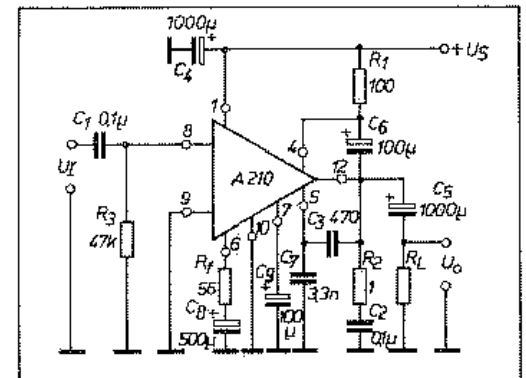 1000µ
+
C4
R1
100
+ Us
C1 0,1µ
1
8
4
C6
+
100µ
UI
A 210
12
C5
+
1000µ
9
5
7
10
6
C3
470
R3
47K
Rf
56
C9
+
100
µ
C7
3,3n
R2
1
RL
Uo
C8
+
500µ
C2
0,1µ